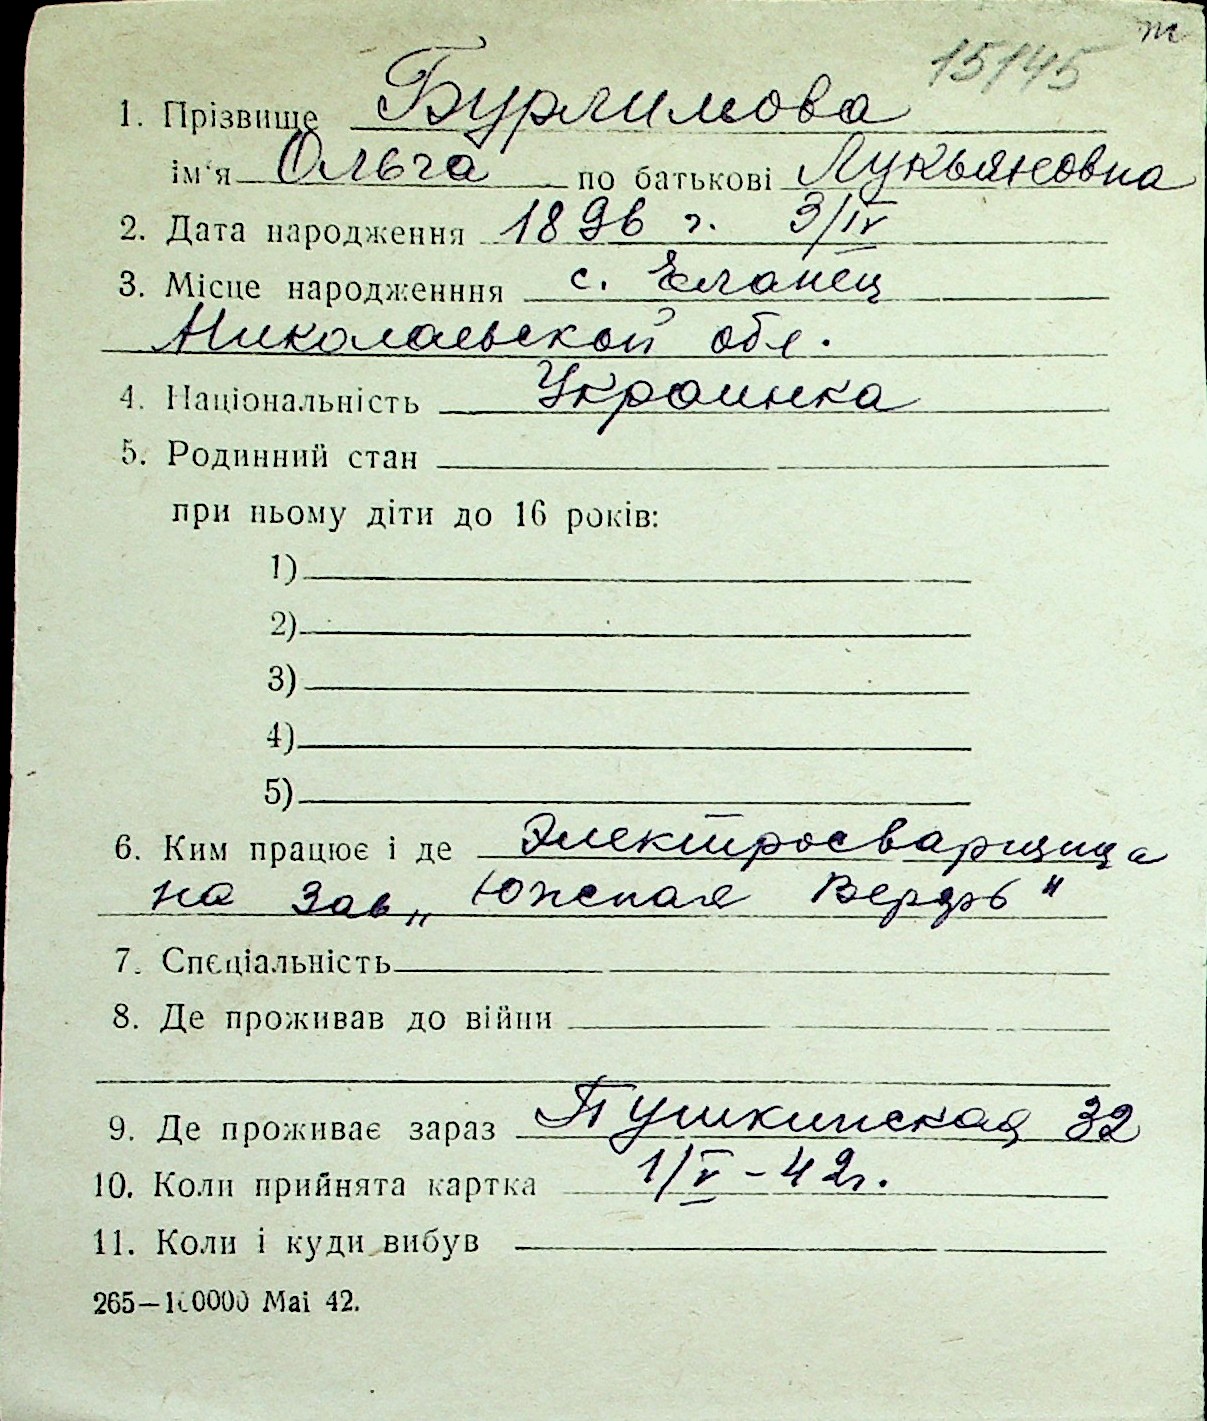 15145 т
1. Прізвище Бурлимова
ім'я Ольга по батькові Лукьяновна
2. Дата народження 1896 г. 3/IV
3. Місце народженння с. Еланец
Николаевской обл.
4. Національність Украинка
5. Родинний стан
при ньому діти до 16 років:
1)
2)
3)
4)
5)
6. Ким працює і де Электросварщица
на зав „Южная Верфь"
7. Спеціальність
8. Де проживав до війни
9. Де проживає зараз Пушкинская 32
10. Коли прийнята картка 1/V-42г.
11. Коли і куди вибув
265—100000 Mai 42.